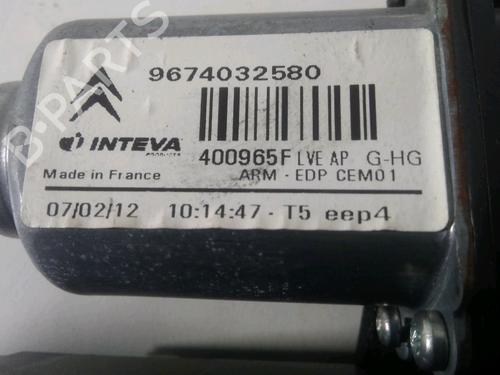 9674032580
INTEVA
PRODUCTS
400965F LVE AP G-HG
Made in France
ARM - EDP CEM01
07/02/12 10:14:47 - T5 eep4
B-PARTS